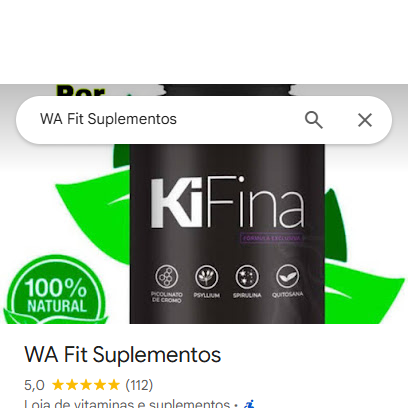 Por
WA Fit Suplementos
KiFina
FÓRMULA EXCLUSIVA
PICOLINATO
DE CROMO
PSYLLIUM
SPIRULINA
QUITOSANA
100%
NATURAL
WA Fit Suplementos
5,0 ★★★★★ (112)
Loja de vitaminas e suplementos ·